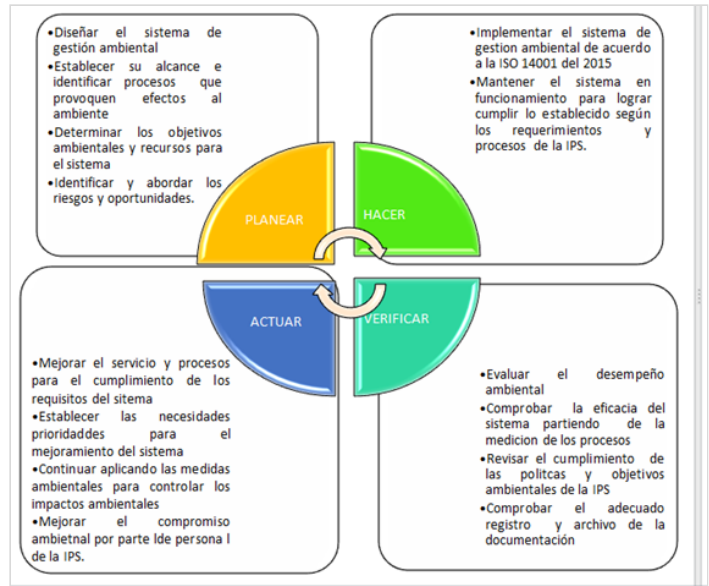 •Diseñar el sistema de
gestión ambiental
•Establecer su alcance e
identificar procesos que
provoquen efectos al
ambiente
•Determinar los objetivos
ambientales y recursos para
el sistema
•Identificar y abordar los
riesgos y oportunidades.
PLANEAR
•Implementar el sistema de
gestion ambiental de acuerdo
a la ISO 14001 del 2015
•Mantener el sistema en
funcionamiento para lograr
cumplir lo establecido según
los requerimientos y
procesos de la IPS.
HACER
ACTUAR
•Mejorar el servicio y procesos
para el cumplimiento de los
requisitos del sitema
•Establecer las necesidades
prioridaddes para el
mejoramiento del sistema
•Continuar aplicando las medidas
ambientales para controlar los
impactos ambientales
•Mejorar el compromiso
ambietnal por parte lde persona l
de la IPS.
VERIFICAR
•Evaluar el desempeño
ambiental
•Comprobar la eficacia del
sistema partiendo de la
medicion de los procesos
•Revisar el cumplimiento de
las politcas y objetivos
ambientales de la IPS
•Comprobar el adecuado
registro y archivo de la
documentación